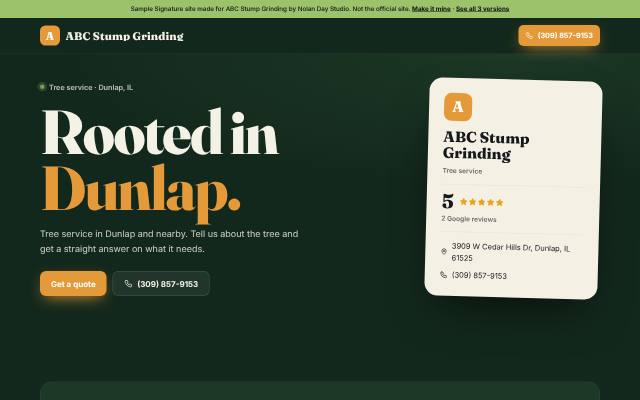 Sample Signature site made for ABC Stump Grinding by Nolan Day Studio. Not the official site. Make it mine · See all 3 versions
A ABC Stump Grinding
(309) 857-9153
Tree service · Dunlap, IL
Rooted in
Dunlap.
Tree service in Dunlap and nearby. Tell us about the tree and
get a straight answer on what it needs.
Get a quote
(309) 857-9153
A
ABC Stump
Grinding
Tree service
5 ★★★★★
2 Google reviews
3909 W Cedar Hills Dr, Dunlap, IL
61525
(309) 857-9153